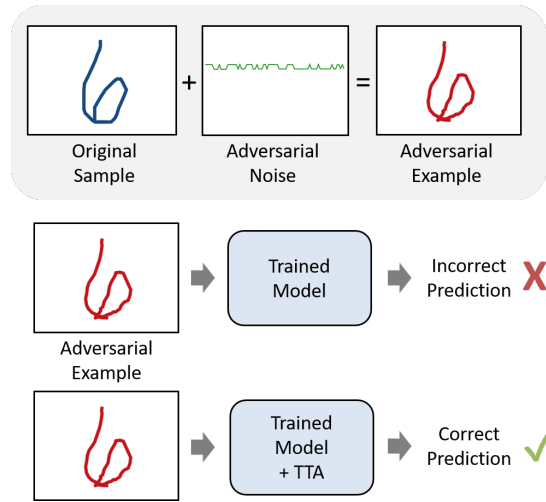 +
=
Original
Sample
Adversarial
Noise
Adversarial
Example
Trained
Model
Incorrect
Prediction
X
Adversarial
Example
Trained
Model
+ TTA
Correct
Prediction
✓